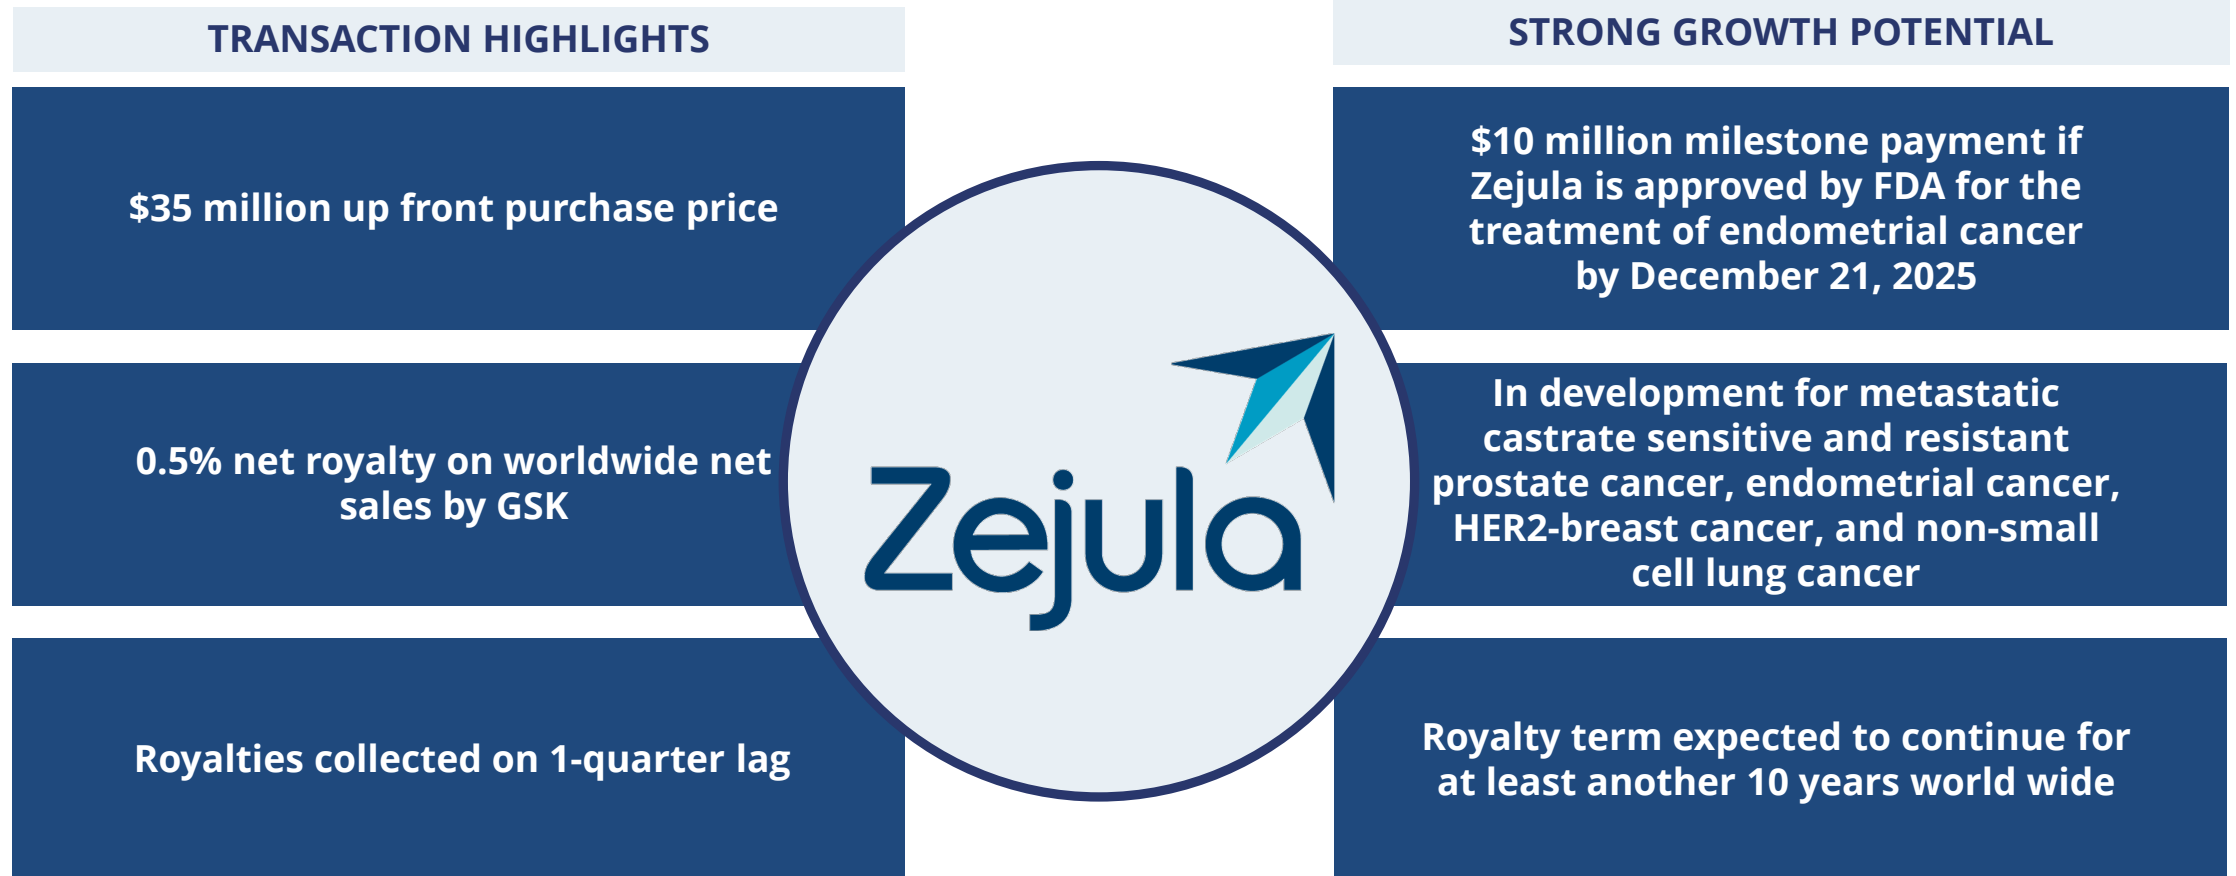 TRANSACTION HIGHLIGHTS
$35 million up front purchase price
0.5% net royalty on worldwide net
sales by GSK
Royalties collected on 1-quarter lag
Zejula
STRONG GROWTH POTENTIAL
$10 million milestone payment if
Zejula is approved by FDA for the
treatment of endometrial cancer
by December 21, 2025
In development for metastatic
castrate sensitive and resistant
prostate cancer, endometrial cancer,
HER2-breast cancer, and non-small
cell lung cancer
Royalty term expected to continue for
at least another 10 years world wide